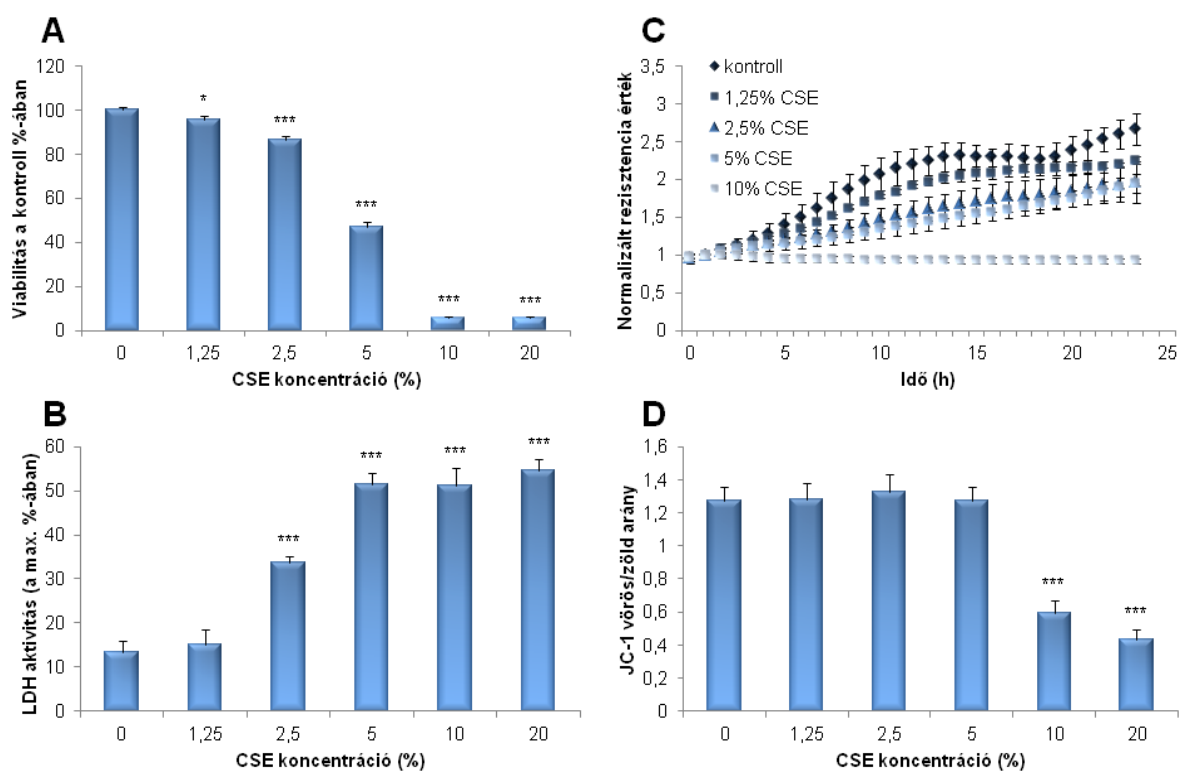 A
Viabilitás a kontroll %-ában
120
100
80
60
40
20
0
*
***
***
***
***
0 1,25 2,5 5 10 20
CSE koncentráció (%)
C
Normalizált rezisztencia érték
3,5
3
2,5
2
1,5
1
0,5
0
kontroll
1,25% CSE
2,5% CSE
5% CSE
10% CSE
0 5 10 15 20 25
Idő (h)
B
LDH aktivitás (a max. %-ában)
60
50
40
30
20
10
0
***
***
***
***
0 1,25 2,5 5 10 20
CSE koncentráció (%)
D
JC-1 vörös/zöld arány
1,6
1,4
1,2
1
0,8
0,6
0,4
0,2
0
***
***
0 1,25 2,5 5 10 20
CSE koncentráció (%)